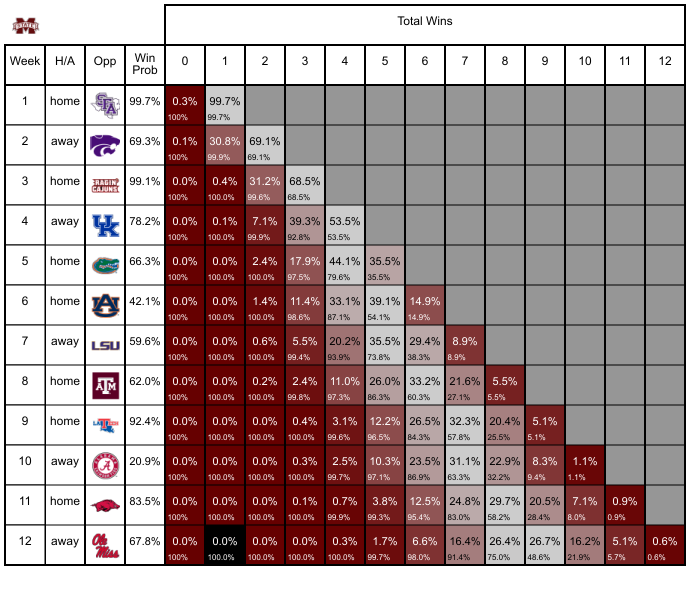 STATE
Total Wins
Week H/A Opp Win Prob 0 1 2 3 4 5 6 7 8 9 10 11 12
1 home SFA 99.7% 0.3% 99.7%
100% 99.7%
2 away 69.3% 0.1% 30.8% 69.1%
100% 99.9% 69.1%
3 home RAGIN CAJUNS 99.1% 0.0% 0.4% 31.2% 68.5%
100% 100.0% 99.6% 68.5%
4 away UK 78.2% 0.0% 0.1% 7.1% 39.3% 53.5%
100% 100.0% 99.9% 92.8% 53.5%
5 home Gators 66.3% 0.0% 0.0% 2.4% 17.9% 44.1% 35.5%
100% 100.0% 100.0% 97.5% 79.6% 35.5%
6 home AU 42.1% 0.0% 0.0% 1.4% 11.4% 33.1% 39.1% 14.9%
100% 100.0% 100.0% 98.6% 87.1% 54.1% 14.9%
7 away LSU 59.6% 0.0% 0.0% 0.6% 5.5% 20.2% 35.5% 29.4% 8.9%
100% 100.0% 100.0% 99.4% 93.9% 73.8% 38.3% 8.9%
8 home ATM 62.0% 0.0% 0.0% 0.2% 2.4% 11.0% 26.0% 33.2% 21.6% 5.5%
100% 100.0% 99.8% 99.8% 97.3% 86.3% 60.3% 27.1% 5.5%
9 home LA TECH 92.4% 0.0% 0.0% 0.0% 0.4% 3.1% 12.2% 26.5% 32.3% 20.4% 5.1%
100% 100.0% 100.0% 100.0% 99.6% 96.5% 84.3% 57.8% 25.5% 5.1%
10 away A 20.9% 0.0% 0.0% 0.0% 0.3% 2.5% 10.3% 23.5% 31.1% 22.9% 8.3% 1.1%
100% 100.0% 100.0% 100.0% 99.7% 97.1% 86.9% 63.3% 32.2% 9.4% 1.1%
11 home 83.5% 0.0% 0.0% 0.0% 0.1% 0.7% 3.8% 12.5% 24.8% 29.7% 20.5% 7.1% 0.9%
100% 100.0% 100.0% 100.0% 99.9% 99.3% 95.4% 83.0% 58.2% 28.4% 8.0% 0.9%
12 away Ole Miss 67.8% 0.0% 0.0% 0.0% 0.0% 0.3% 1.7% 6.6% 16.4% 26.4% 26.7% 16.2% 5.1% 0.6%
100% 100.0% 100.0% 100.0% 100.0% 99.7% 98.0% 91.4% 75.0% 48.6% 21.9% 5.7% 0.6%